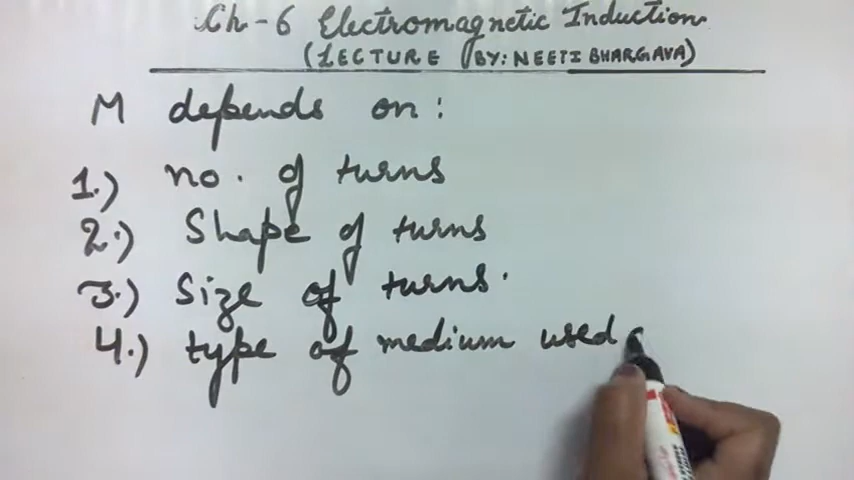 Ch-6 Electromagnetic Induction
(LECTURE BY: NEETI BHARGAVA)
M depends on:
1.) no. of turns
2.) Shape of turns
3.) Size of turns.
4.) type of medium used